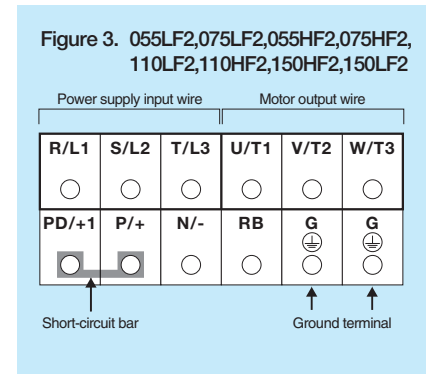 Figure 3. 055LF2,075LF2,055HF2,075HF2,
110LF2,110HF2,150HF2,150LF2
Power supply input wire Motor output wire
R/L1 S/L2 T/L3 U/T1 V/T2 W/T3
PD/+1 P/+ N/- RB G G
Short-circuit bar Ground terminal